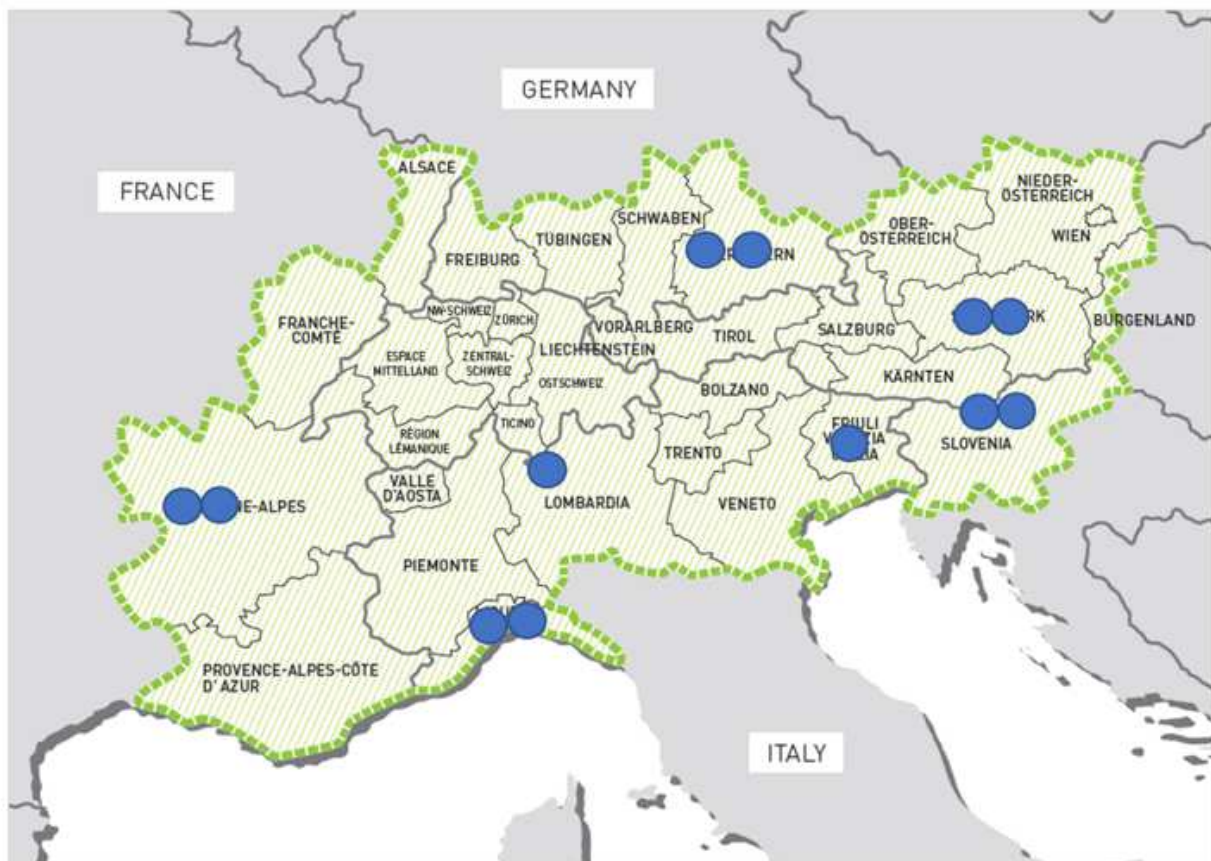 GERMANY
FRANCE
ALSACE
NIEDER-
ÖSTERREICH
SCHWABEN
OBER-
ÖSTERREICH
TÜBINGEN
WIEN
FREIBURG
NW-SCHWEIZ
ZÜRICH
FRANCHE-
COMTÉ
VORARLBERG
TIROL
SALZBURG
BURGENLAND
LIECHTENSTEIN
ESPACE
MITTELLAND
ZENTRAL-
SCHWEIZ
OSTSCHWEIZ
BOLZANO
KÄRNTEN
TICINO
FRIULI
SLOVENIA
RÉGION
LÉMANIQUE
TRENTO
VALLE
D'AOSTA
LOMBARDIA
VENETO
PIEMONTE
PROVENCE-ALPES-CÔTE
D' AZUR
ITALY